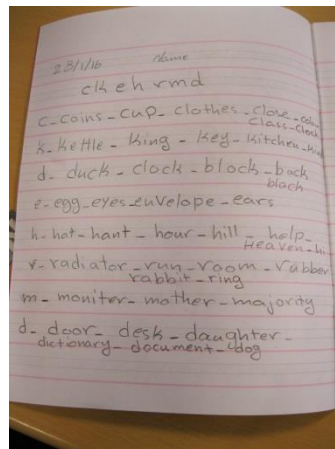 23/1/16 Name
ck e h r m d
c-coins-cup-clothes-close-
class-clock
k-kettle-king-key-kitchen-
d-duck-clock-block-back
black
e-egg-eyes-envelope-ears
h-hat-hant-hour-hill-help-
Heaven-hi
r-radiator-run-room-rubber
rabbit-ring
m-moniter-mother-majority
d-door-desk-daughter-
dictionary-document-dog